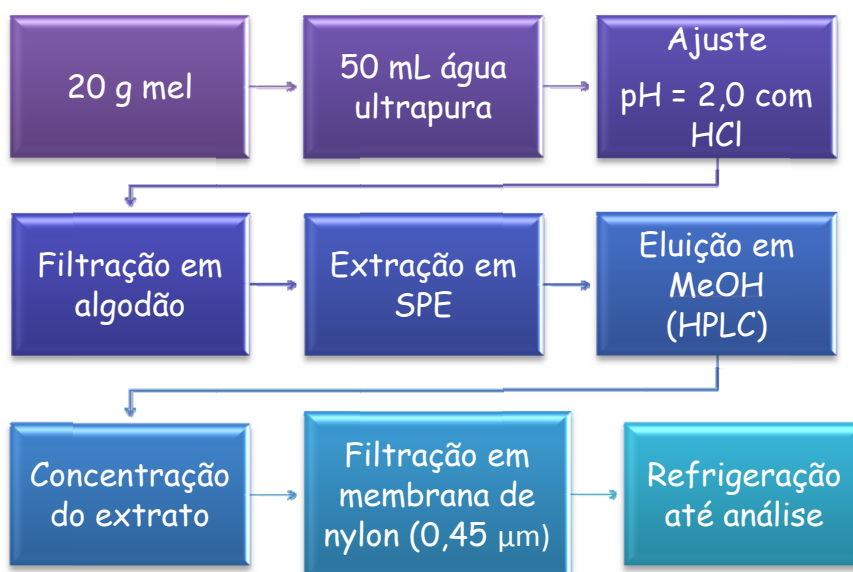 20 g mel
50 mL água
ultrapura
Ajuste
pH = 2,0 com
HCl
Filtração em
algodão
Extração em
SPE
Eluição em
MeOH
(HPLC)
Concentração
do extrato
Filtração em
membrana de
nylon (0,45 μm)
Refrigeração
até análise